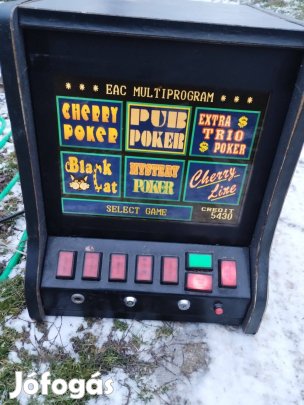 * * * EAC MULTIPROGRAM * * *
CHERRY POKER
PUB POKER
EXTRA $ TRIO $ POKER
Black Cat
MYSTERY POKER
Cherry Line
SELECT GAME
CREDIT
5430
Jófogás